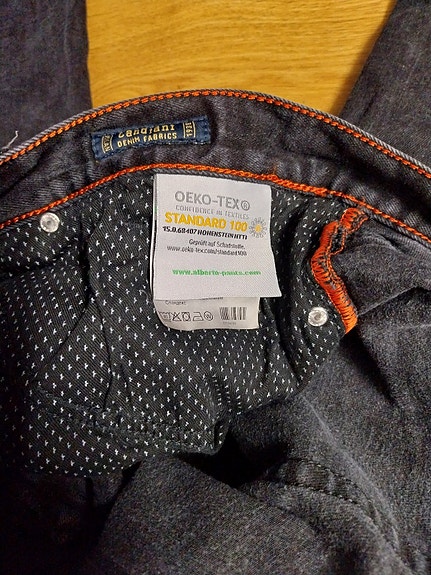 Candiani
DENIM FABRICS
1938
OEKO-TEX®
CONFIDENCE IN TEXTILES
STANDARD 100
15.0.68407 HOHENSTEIN HTTI
Geprüft auf Schadstoffe.
www.oeko-tex.com/standard100
www.alberto-pants.com